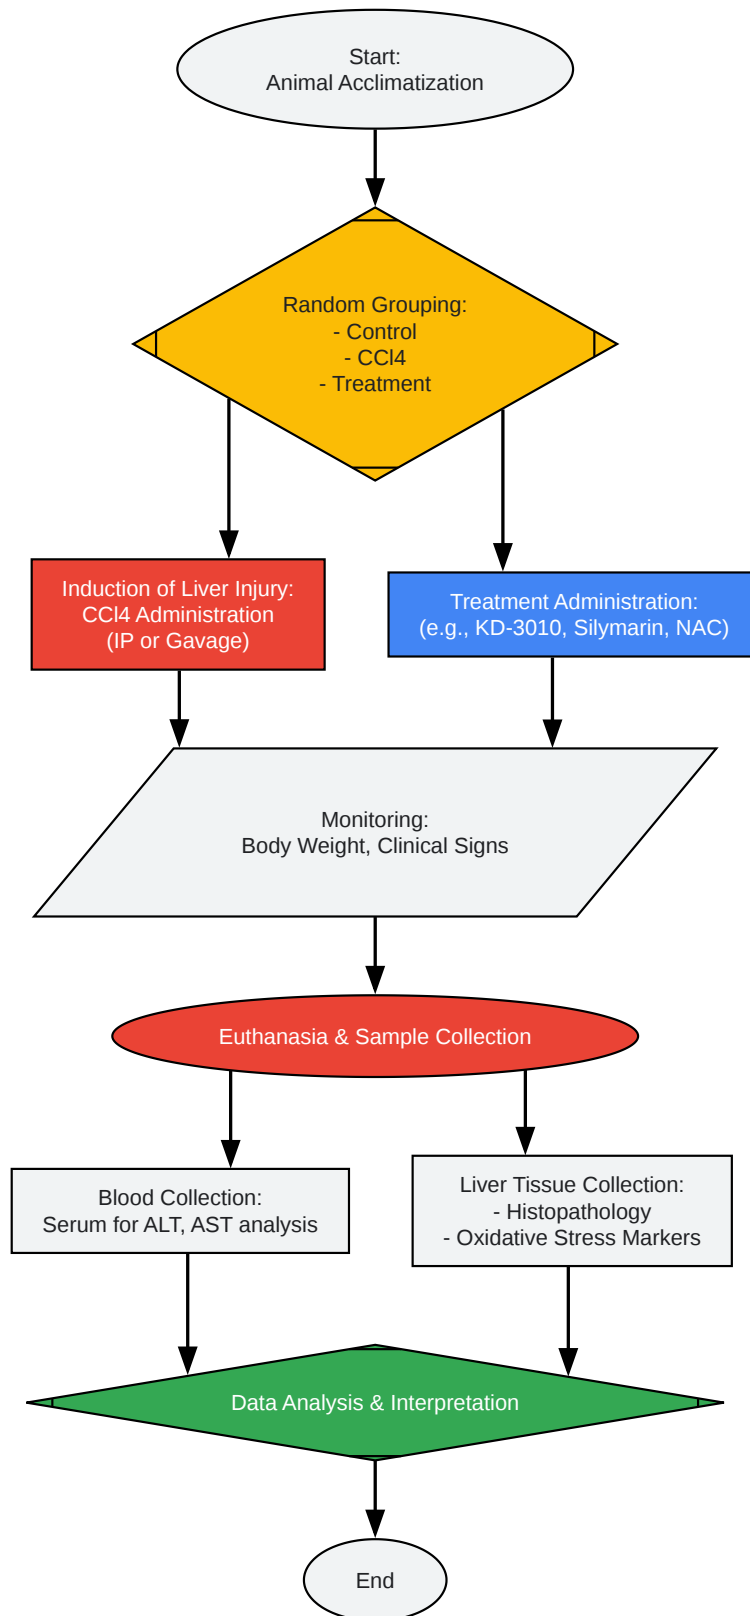 Start:
Animal Acclimatization
Random Grouping:
- Control
- CCl4
- Treatment
Induction of Liver Injury:
CCl4 Administration
(IP or Gavage)
Treatment Administration:
(e.g., KD-3010, Silymarin, NAC)
Monitoring:
Body Weight, Clinical Signs
Euthanasia & Sample Collection
Blood Collection:
Serum for ALT, AST analysis
Liver Tissue Collection:
- Histopathology
- Oxidative Stress Markers
Data Analysis & Interpretation
End